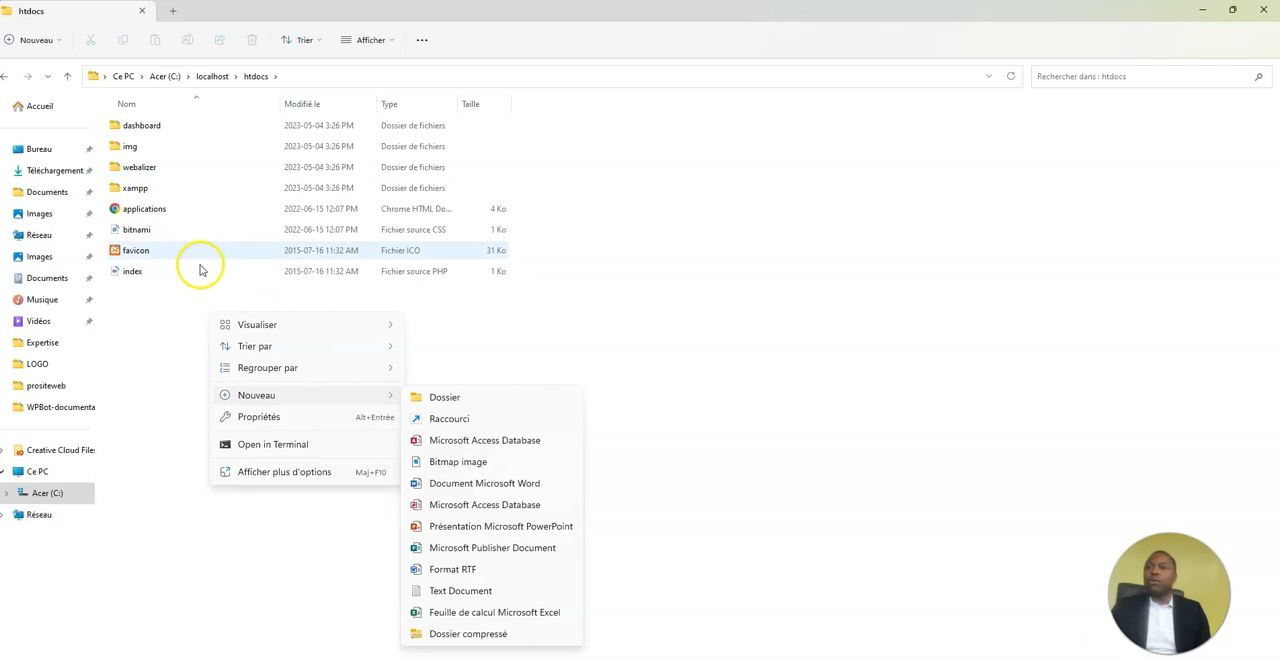 htdocs
Nouveau
Trier
Afficher
Ce PC > Acer (C:) > localhost > htdocs >
Rechercher dans : htdocs
Nom Modifié le Type Taille
dashboard 2023-05-04 3:26 PM Dossier de fichiers
img 2023-05-04 3:26 PM Dossier de fichiers
webalizer 2023-05-04 3:26 PM Dossier de fichiers
xampp 2023-05-04 3:26 PM Dossier de fichiers
applications 2022-06-15 12:07 PM Chrome HTML Do... 4 Ko
bitnami 2022-06-15 12:07 PM Fichier source CSS 1 Ko
favicon 2015-07-16 11:32 AM Fichier ICO 31 Ko
index 2015-07-16 11:32 AM Fichier source PHP 1 Ko
Accueil
Bureau
Téléchargement
Documents
Images
Réseau
Images
Documents
Musique
Vidéos
Expertise
LOGO
prositeweb
WPBot-documenta
Creative Cloud Files
Ce PC
Acer (C:)
Réseau
Visualiser
Trier par
Regrouper par
Nouveau
Propriétés Alt+Entrée
Open in Terminal
Afficher plus d'options Maj+F10
Dossier
Raccourci
Microsoft Access Database
Bitmap image
Document Microsoft Word
Microsoft Access Database
Présentation Microsoft PowerPoint
Microsoft Publisher Document
Format RTF
Text Document
Feuille de calcul Microsoft Excel
Dossier compressé